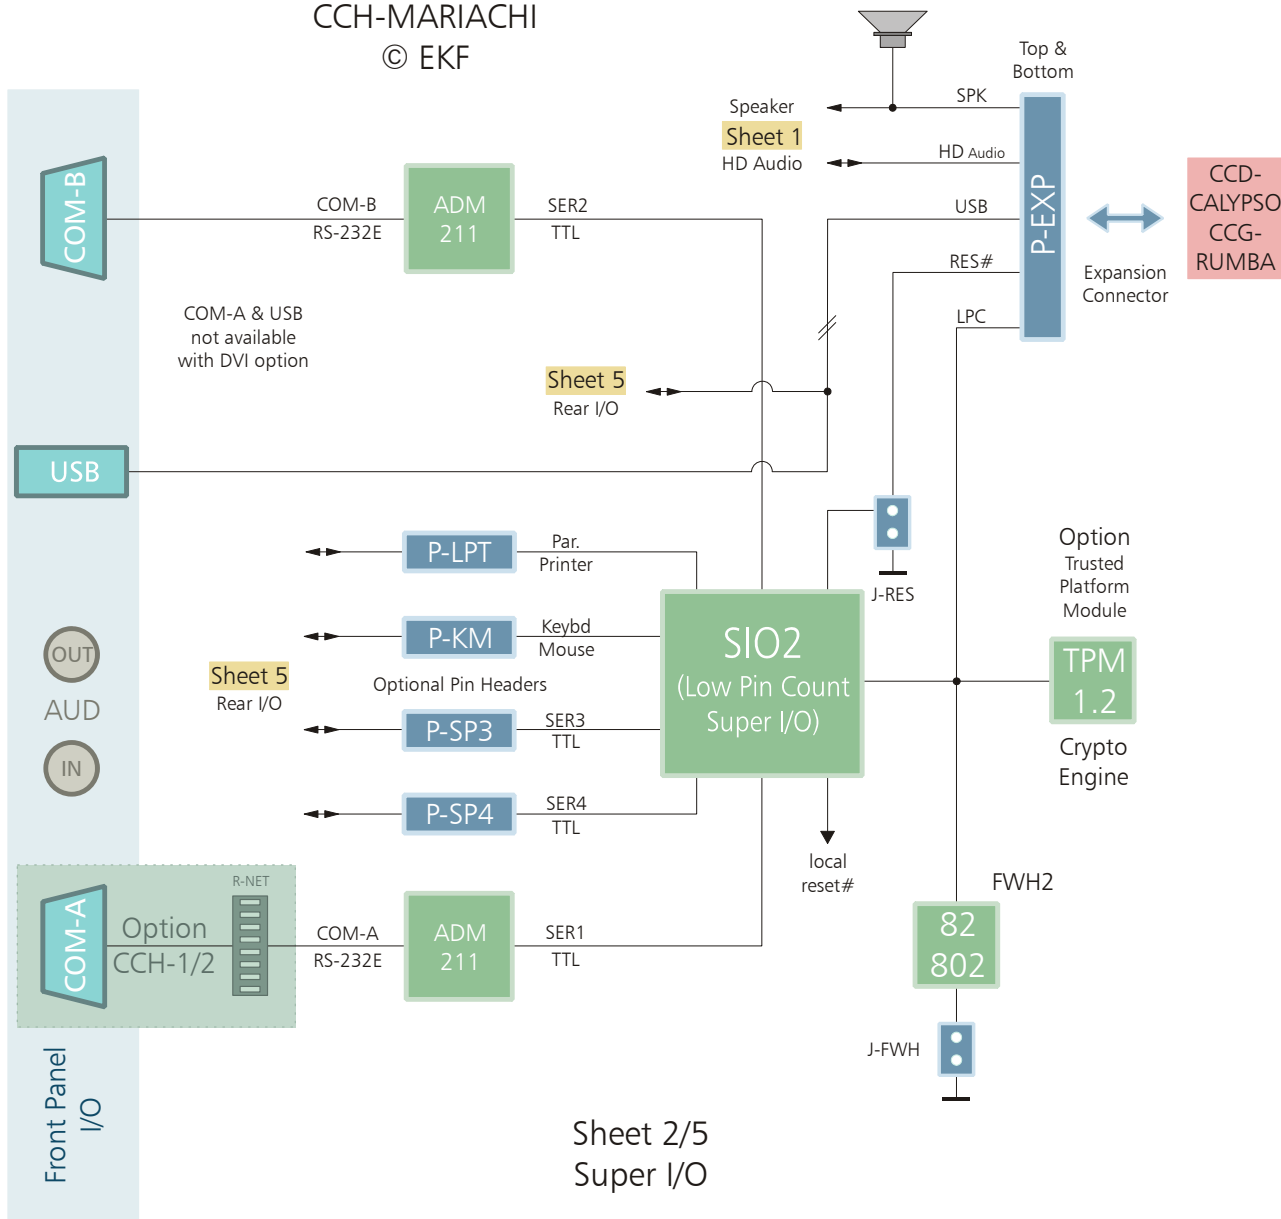 CCH-MARIACHI
© EKF
Top &
Bottom
Speaker
Sheet 1
HD Audio
SPK
HD Audio
USB
RES#
LPC
P-EXP
Expansion
Connector
CCD-
CALYPSO
CCG-
RUMBA
COM-B
COM-B
RS-232E
ADM
211
SER2
TTL
COM-A & USB
not available
with DVI option
Sheet 5
Rear I/O
USB
P-LPT
Par.
Printer
J-RES
Option
Trusted
Platform
Module
TPM
1.2
Crypto
Engine
P-KM
Keybd
Mouse
SIO2
(Low Pin Count
Super I/O)
OUT
AUD
IN
Sheet 5
Rear I/O
Optional Pin Headers
P-SP3
SER3
TTL
P-SP4
SER4
TTL
local
reset#
FWH2
82
802
J-FWH
R-NET
COM-A
Option
CCH-1/2
COM-A
RS-232E
ADM
211
SER1
TTL
Front Panel
I/O
Sheet 2/5
Super I/O